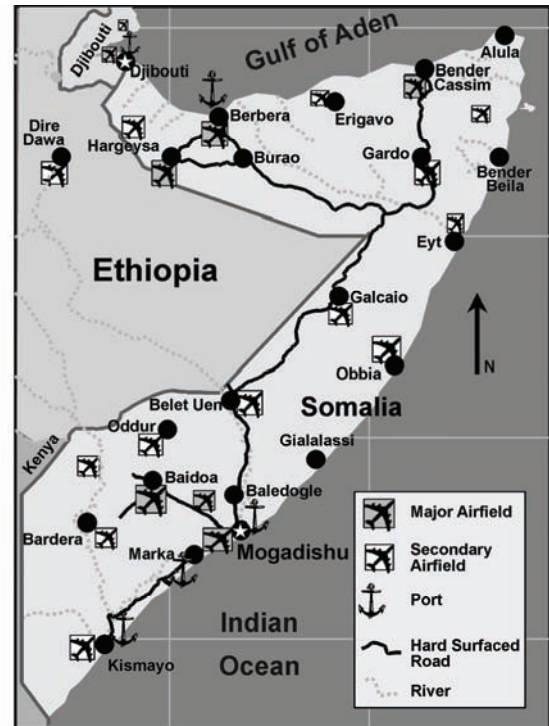 Gulf of Aden
Djibouti
Djibouti
Alula
Bender
Cassim
Berbera
Erigavo
Dire
Dawa
Hargeysa
Burao
Gardo
Bender
Beila
Eyt
Ethiopia
Galcaio
Obbia
Belet Uen
Somalia
Oddur
Gialalassi
Kenya
Baidoa
Baledogle
Bardera
Mogadishu
Marka
Kismayo
Indian
Ocean
N
Major Airfield
Secondary
Airfield
Port
Hard Surfaced
Road
River